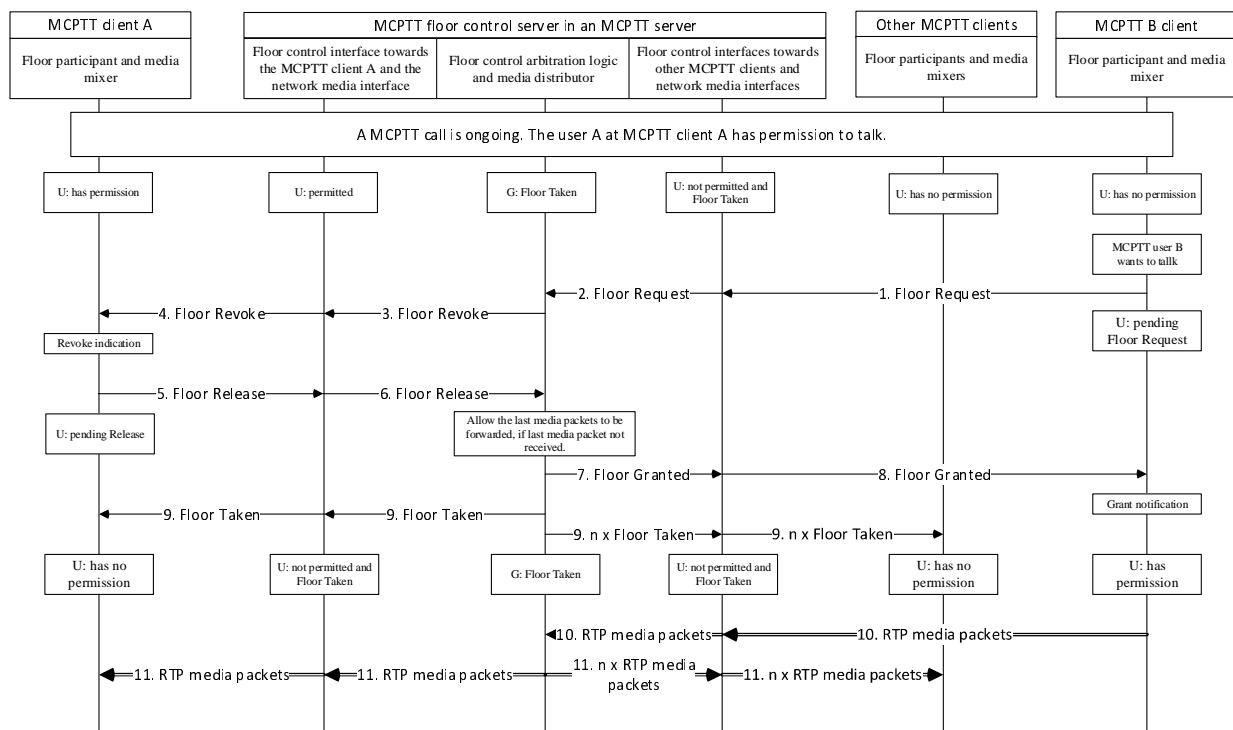 MCPTT client A
MCPTT floor control server in an MCPTT server
Other MCPTT clients
MCPTT B client
Floor participant and media
mixer
Floor control interface towards
the MCPTT client A and the
network media interface
Floor control arbitration logic
and media distributor
Floor control interfaces towards
other MCPTT clients and
network media interfaces
Floor participants and media
mixers
Floor participant and media
mixer
A MCPTT call is ongoing. The user A at MCPTT client A has permission to talk.
U: has permission
U: permitted
G: Floor Taken
U: not permitted and
Floor Taken
U: has no permission
U: has no permission
MCPTT user B
wants to tallk
2. Floor Request
1. Floor Request
4. Floor Revoke
3. Floor Revoke
U: pending
Floor Request
Revoke indication
5. Floor Release
6. Floor Release
U: pending Release
Allow the last media packets to be
forwarded, if last media packet not
received.
7. Floor Granted
8. Floor Granted
Grant notification
9. Floor Taken
9. Floor Taken
9. n x Floor Taken
9. n x Floor Taken
U: has no
permission
U: not permitted and
Floor Taken
G: Floor Taken
U: not permitted and
Floor Taken
U: has no
permission
U: has
permission
10. RTP media packets
10. RTP media packets
11. RTP media packets
11. RTP media packets
11. n x RTP media
packets
11. n x RTP media packets